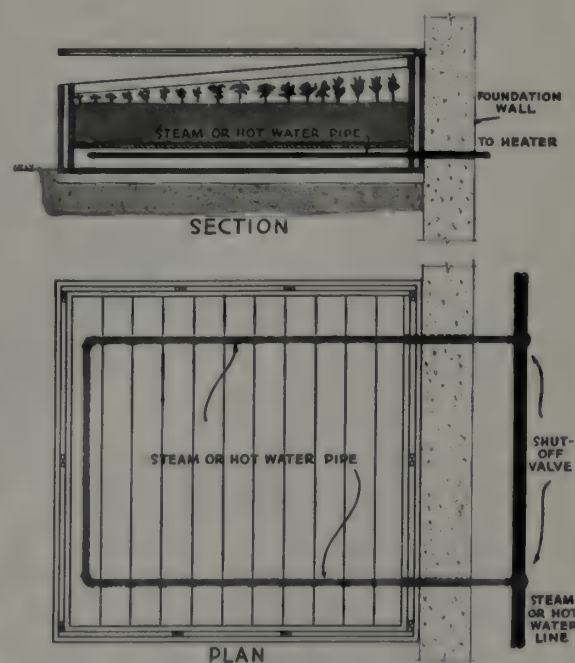 FOUNDATION
WALL
STEAM OR HOT WATER PIPE
TO HEATER
SECTION
STEAM OR HOT WATER PIPE
SHUT-
OFF
VALVE
STEAM
OR HOT
WATER
LINE
PLAN